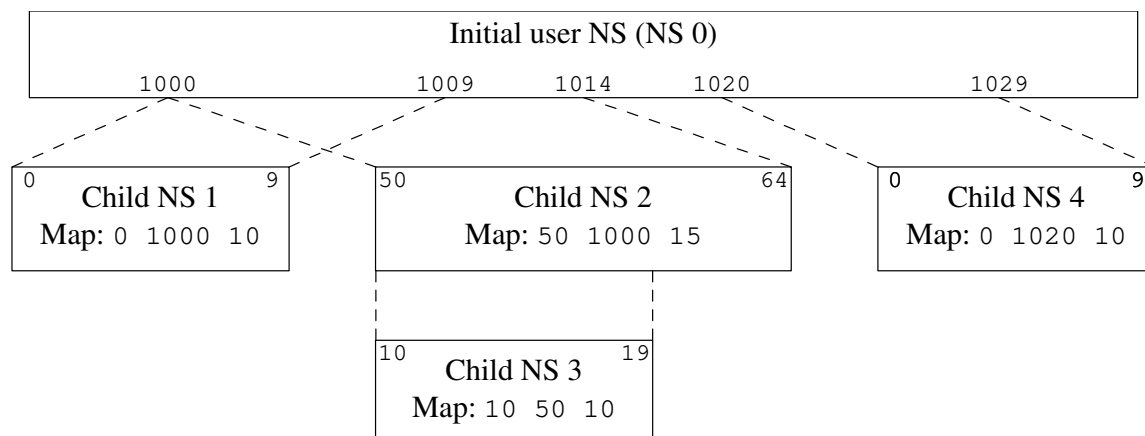 Initial user NS (NS 0)
1000 1009 1014 1020 1029
0 9 50 64 0 9
Child NS 1 Child NS 2 Child NS 4
Map: 0 1000 10 Map: 50 1000 15 Map: 0 1020 10
10 19
Child NS 3
Map: 10 50 10